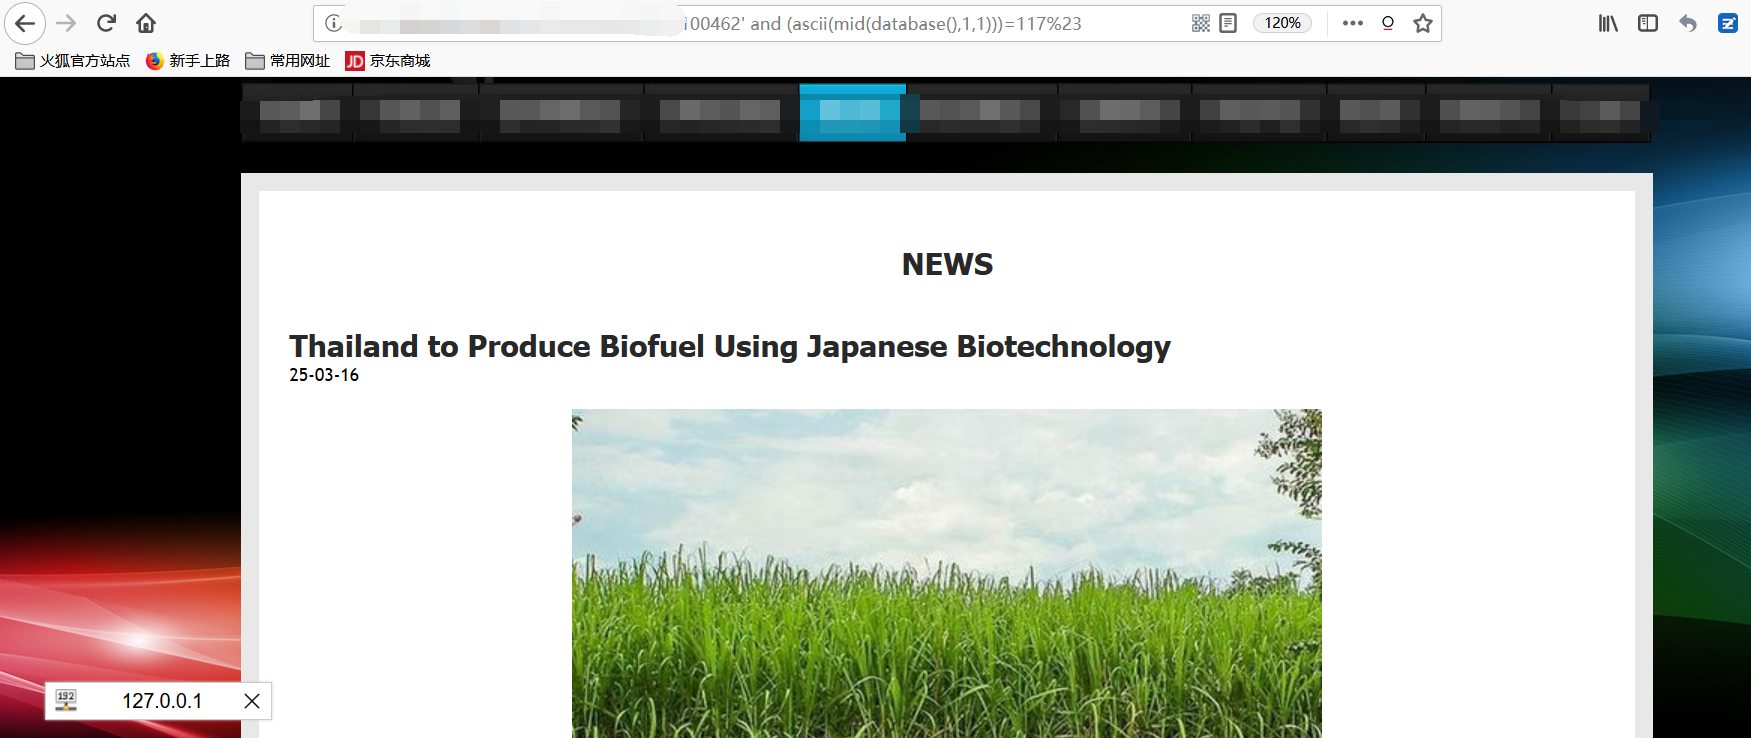 100462' and (ascii(mid(database(),1,1)))=117%23
120%
火狐官方站点 新手上路 常用网址 JD 京东商城
NEWS
Thailand to Produce Biofuel Using Japanese Biotechnology
25-03-16
192 127.0.0.1